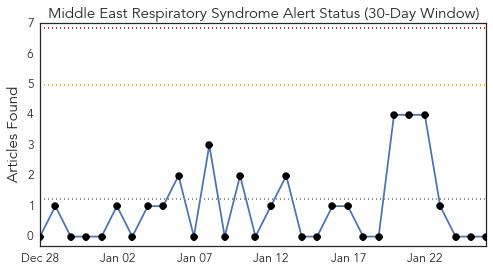 Middle East Respiratory Syndrome Alert Status (30-Day Window)
Articles Found
7
6
5
4
3
2
1
0
Dec 28 Jan 02 Jan 07 Jan 12 Jan 17 Jan 22